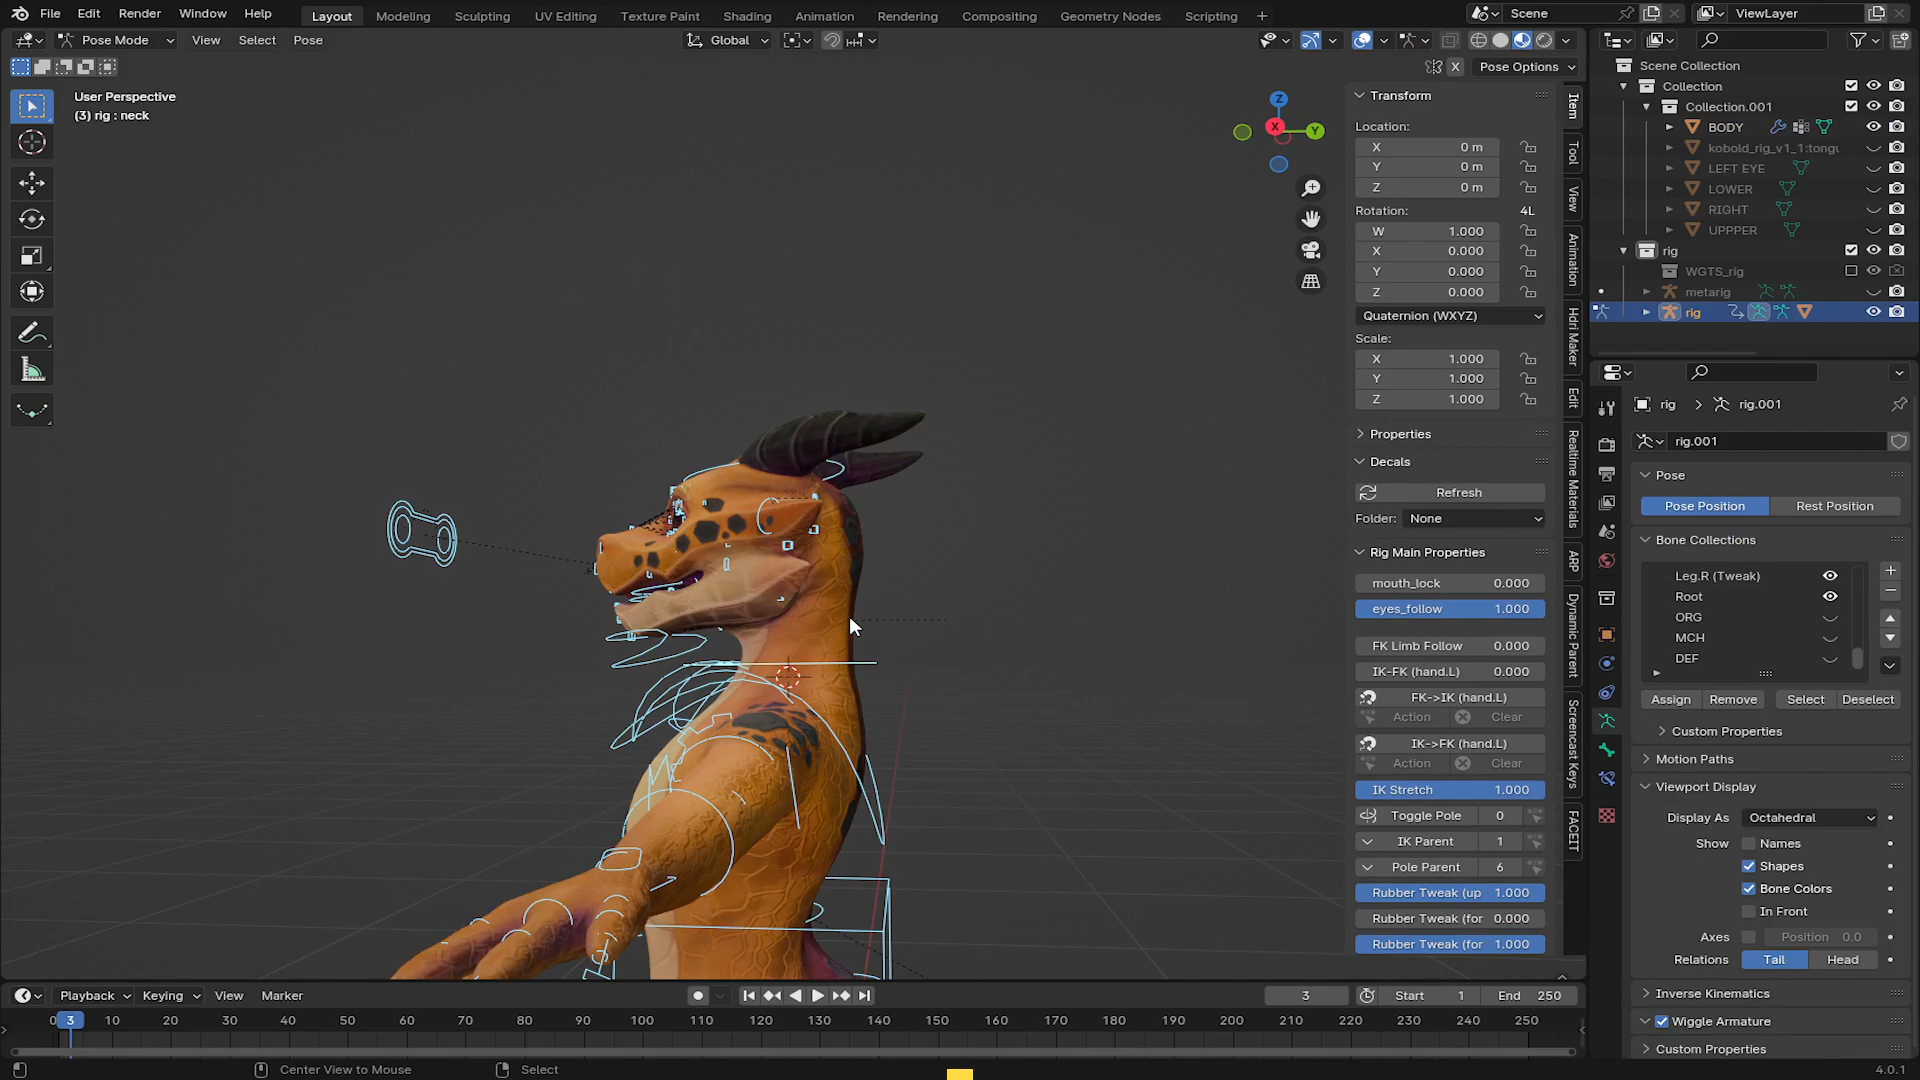 File Edit Render Window Help Layout Modeling Sculpting UV Editing Texture Paint Shading Animation Rendering Compositing Geometry Nodes Scripting Scene ViewLayer
Pose Mode View Select Pose Global
X Pose Options
User Perspective
(3) rig : neck
Z
X
Y
Transform
Location:
X 0 m
Y 0 m
Z 0 m
Rotation: 4L
W 1.000
X 0.000
Y 0.000
Z 0.000
Quaternion (WXYZ)
Scale:
X 1.000
Y 1.000
Z 1.000
Properties
Decals
Refresh
Folder: None
Rig Main Properties
mouth_lock 0.000
eyes_follow 1.000
FK Limb Follow 0.000
IK-FK (hand.L) 0.000
FK->IK (hand.L)
Action Clear
IK->FK (hand.L)
Action Clear
IK Stretch 1.000
Toggle Pole 0
IK Parent 1
Pole Parent 6
Rubber Tweak (up 1.000
Rubber Tweak (for 0.000
Rubber Tweak (for 1.000
Item
Tool
View
Animation
Hdri Maker
Edit
Realtime Materials
ARP
Dynamic Parent
Screencast Keys
FACEIT
Scene Collection
Collection
Collection.001
BODY
kobold_rig_v1_1:tongu
LEFT EYE
LOWER
RIGHT
UPPPER
rig
WGTS_rig
metarig
rig
rig > rig.001
rig.001
Pose
Pose Position Rest Position
Bone Collections
Leg.R (Tweak)
Root
ORG
MCH
DEF
Assign Remove Select Deselect
Custom Properties
Motion Paths
Viewport Display
Display As Octahedral
Show Names
Shapes
Bone Colors
In Front
Axes Position 0.0
Relations Tail Head
Inverse Kinematics
Wiggle Armature
Custom Properties
Playback Keying View Marker 3 Start 1 End 250
0 3 10 20 30 40 50 60 70 80 90 100 110 120 130 140 150 160 170 180 190 200 210 220 230 240 250
Center View to Mouse Select 4.0.1